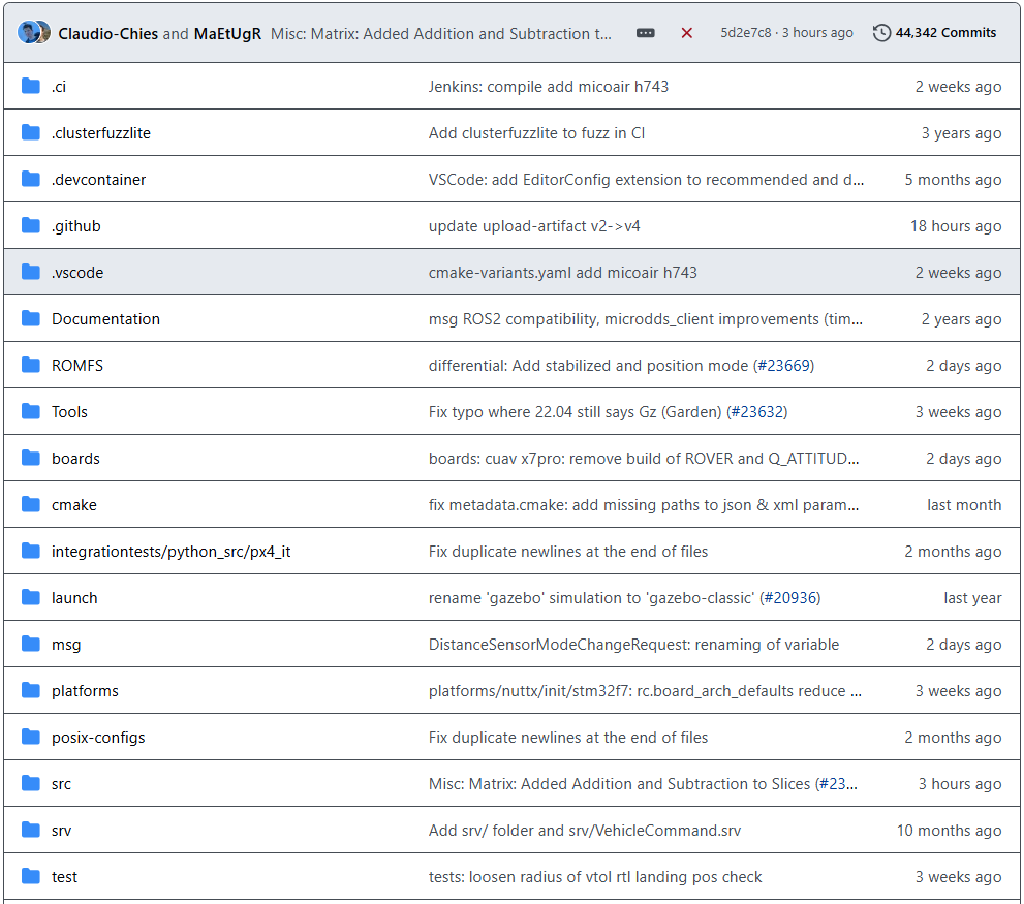 Claudio-Chies and MaEtUgR Misc: Matrix: Added Addition and Subtraction t... 5d2e7c8 · 3 hours ago 44,342 Commits
.ci Jenkins: compile add micoair h743 2 weeks ago
.clusterfuzzlite Add clusterfuzzlite to fuzz in CI 3 years ago
.devcontainer VSCode: add EditorConfig extension to recommended and d... 5 months ago
.github update upload-artifact v2->v4 18 hours ago
.vscode cmake-variants.yaml add micoair h743 2 weeks ago
Documentation msg ROS2 compatibility, microdds_client improvements (tim... 2 years ago
ROMFS differential: Add stabilized and position mode (#23669) 2 days ago
Tools Fix typo where 22.04 still says Gz (Garden) (#23632) 3 weeks ago
boards boards: cuav x7pro: remove build of ROVER and Q_ATTITUD... 2 days ago
cmake fix metadata.cmake: add missing paths to json & xml param... last month
integrationtests/python_src/px4_it Fix duplicate newlines at the end of files 2 months ago
launch rename 'gazebo' simulation to 'gazebo-classic' (#20936) last year
msg DistanceSensorModeChangeRequest: renaming of variable 2 days ago
platforms platforms/nuttx/init/stm32f7: rc.board_arch_defaults reduce ... 3 weeks ago
posix-configs Fix duplicate newlines at the end of files 2 months ago
src Misc: Matrix: Added Addition and Subtraction to Slices (#23... 3 hours ago
srv Add srv/ folder and srv/VehicleCommand.srv 10 months ago
test tests: loosen radius of vtol rtl landing pos check 3 weeks ago